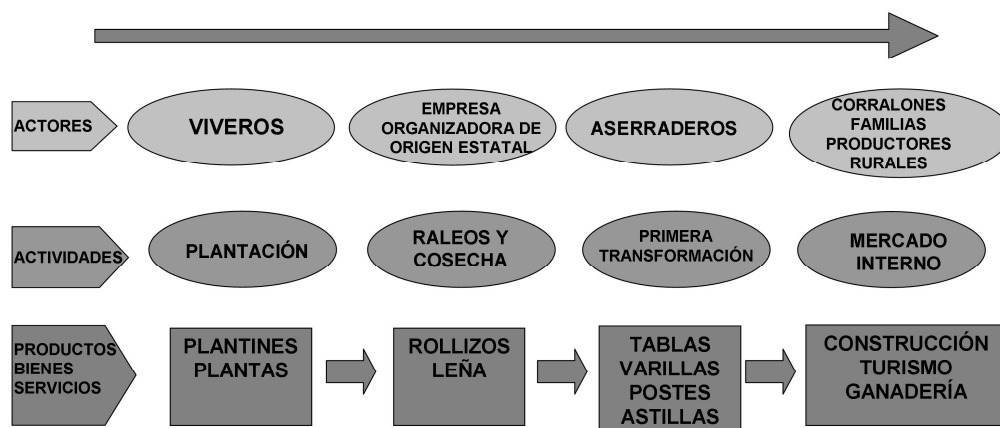 ACTORES
VIVEROS
EMPRESA
ORGANIZADORA DE
ORIGEN ESTATAL
ASERRADEROS
CORRALONES
FAMILIAS
PRODUCTORES
RURALES
ACTIVIDADES
PLANTACIÓN
RALEOS Y
COSECHA
PRIMERA
TRANSFORMACIÓN
MERCADO
INTERNO
PRODUCTOS
BIENES
SERVICIOS
PLANTINES
PLANTAS
ROLLIZOS
LEÑA
TABLAS
VARILLAS
POSTES
ASTILLAS
CONSTRUCCIÓN
TURISMO
GANADERÍA